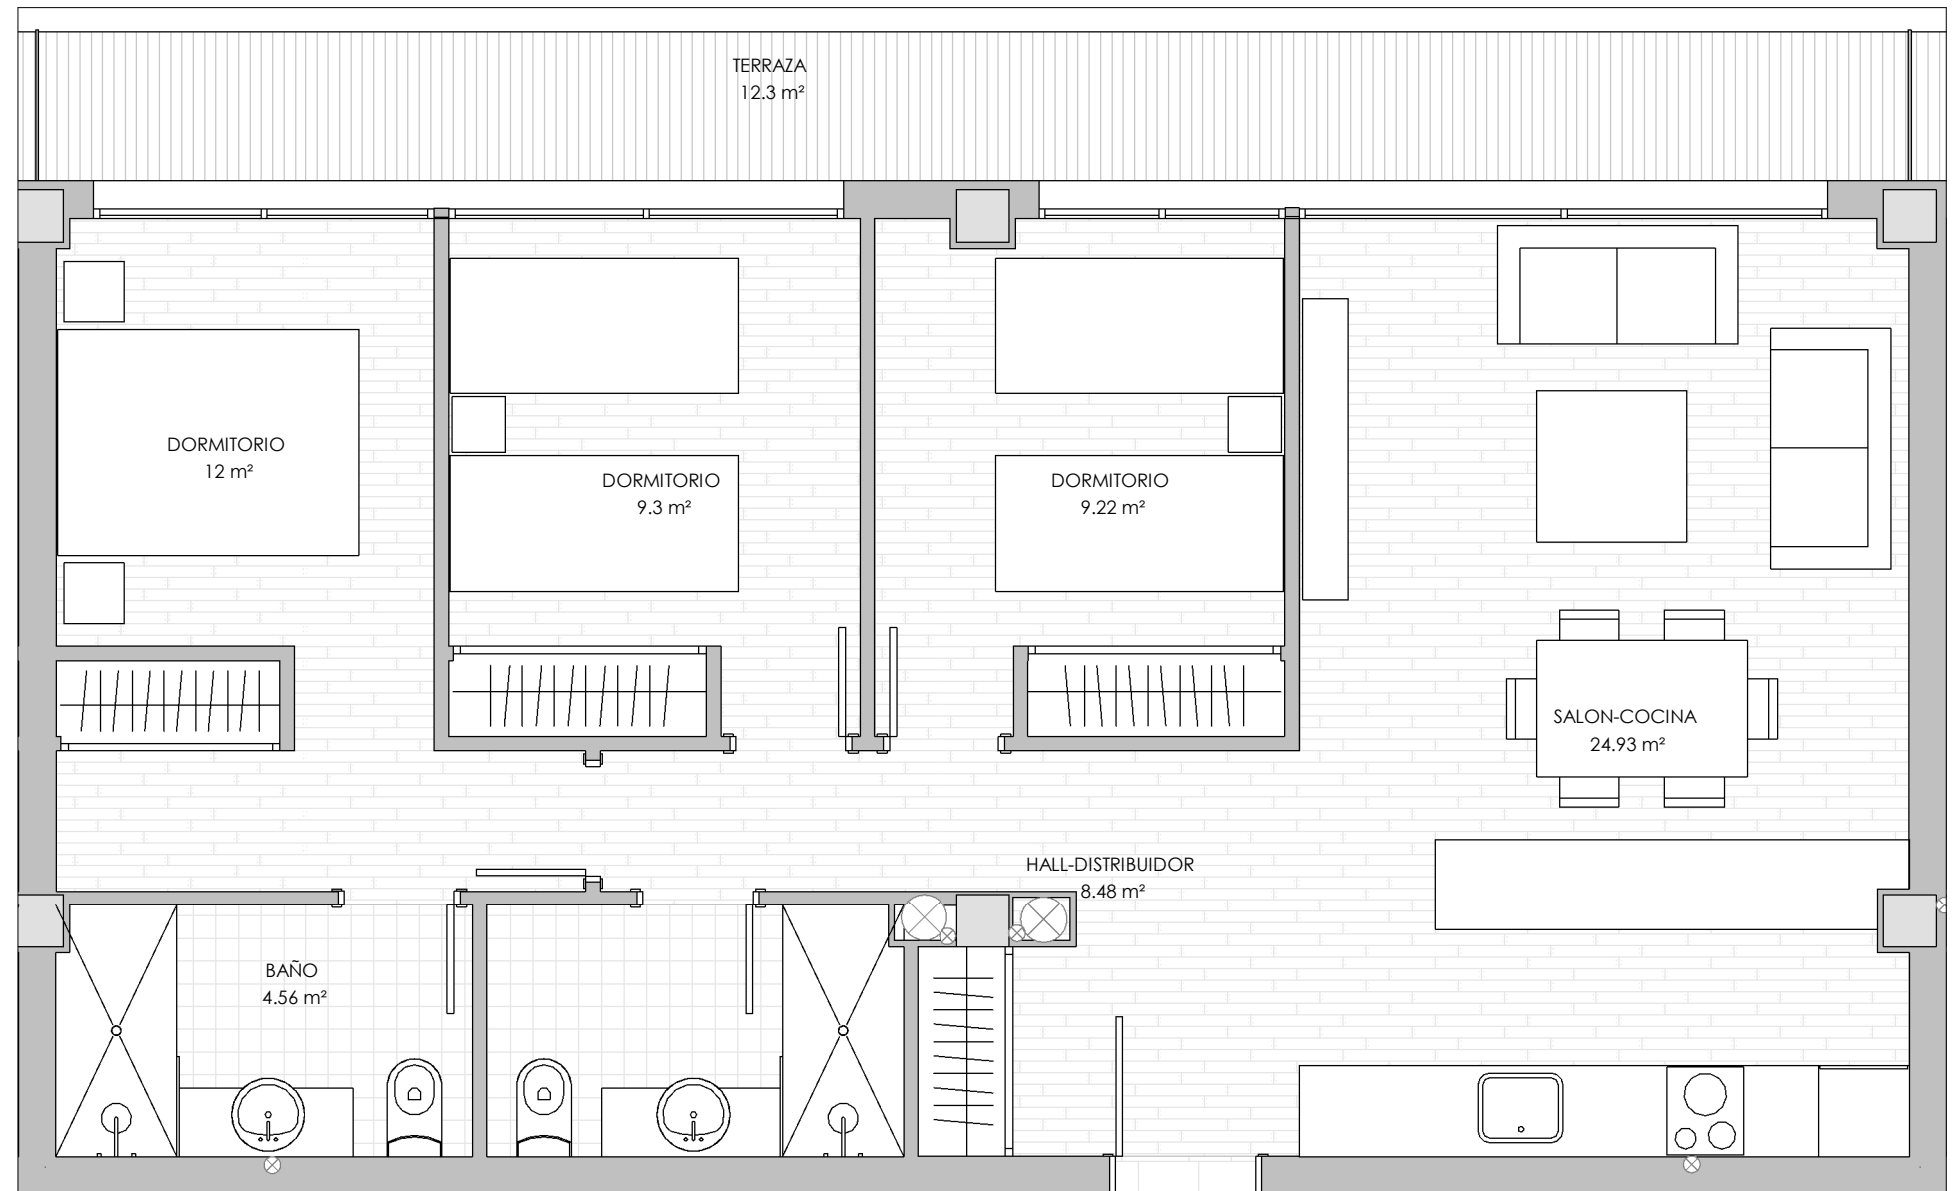 TERRAZA
12.3 m²
DORMITORIO
12 m²
DORMITORIO
9.3 m²
DORMITORIO
9.22 m²
SALON-COCINA
24.93 m²
HALL-DISTRIBUIDOR
8.48 m²
BAÑO
4.56 m²